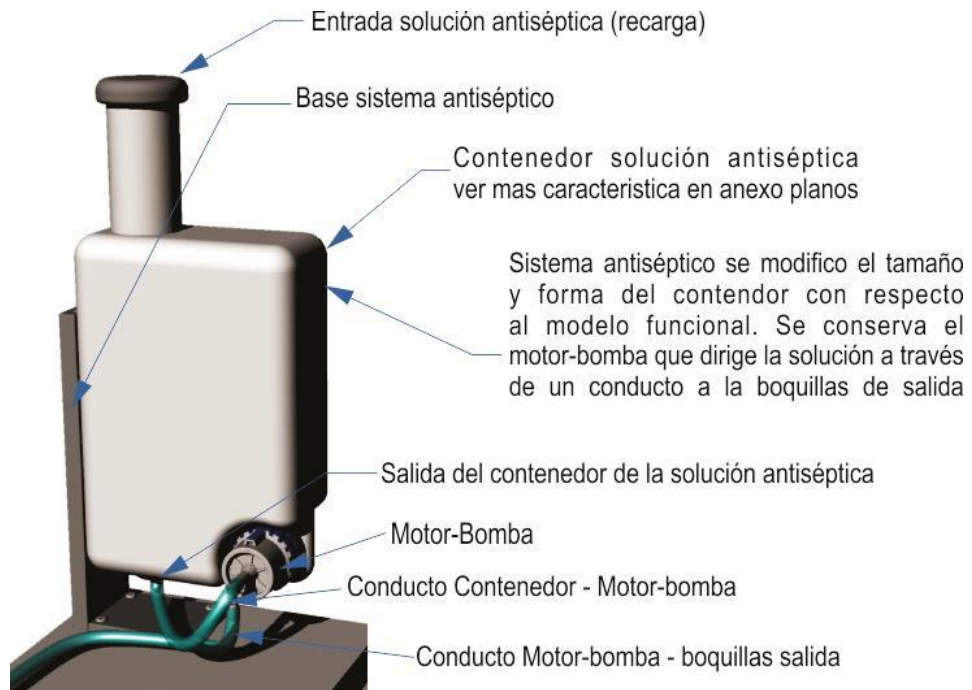 Entrada solución antiséptica (recarga)
Base sistema antiséptico
Contenedor solución antiséptica
ver mas caracteristica en anexo planos
Sistema antiséptico se modifico el tamaño
y forma del contendor con respecto
al modelo funcional. Se conserva el
motor-bomba que dirige la solución a través
de un conducto a la boquillas de salida
Salida del contenedor de la solución antiséptica
Motor-Bomba
Conducto Contenedor - Motor-bomba
Conducto Motor-bomba - boquillas salida